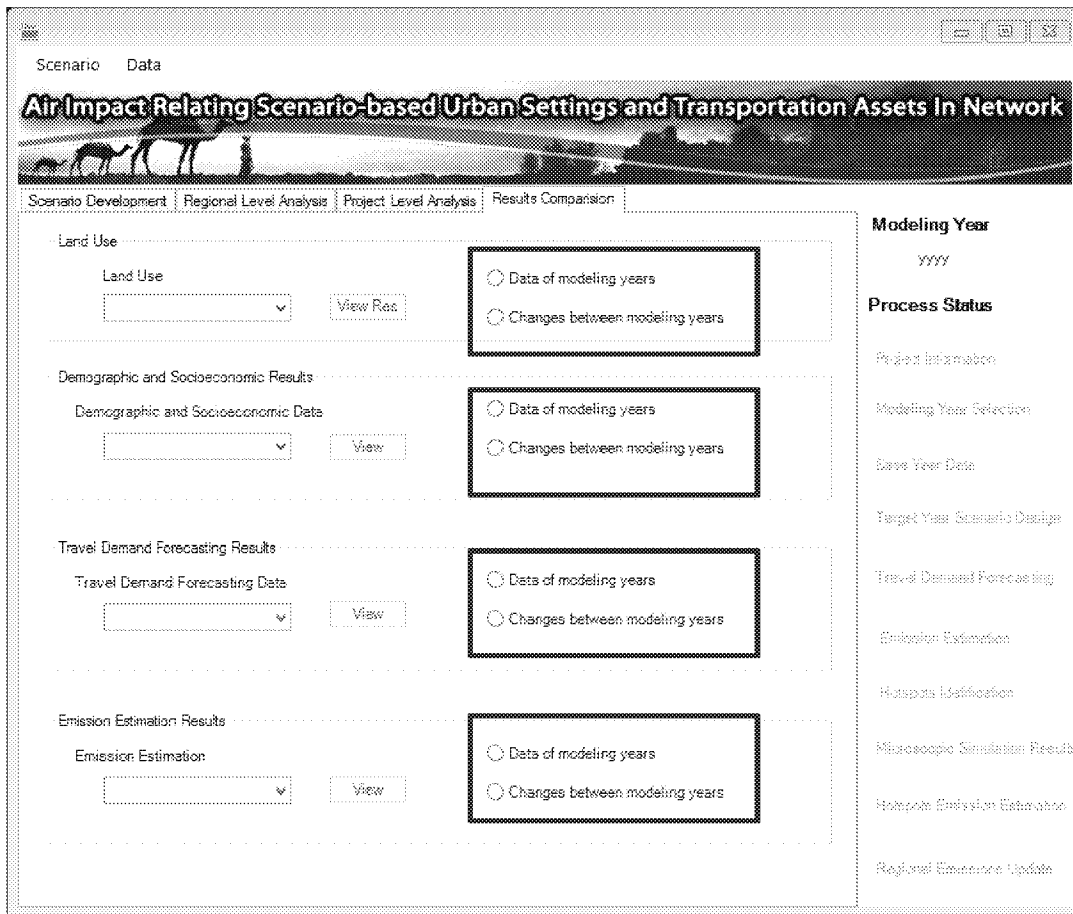 Scenario Data
Air Impact Relating Scenario-based Urban Settings and Transportation Assets In Network
Scenario Development Regional Level Analysis Project Level Analysis Results Comparision
Modeling Year
yyyy
Process Status
Project Information
Modeling Year Selection
Base Year Data
Target Year Scenario Design
Travel Demand Forecasting
Emission Estimation
Hotspots Idetification
Microscopic Simulation Results
Hotspots Emission Estimation
Regional Emissions Update
Land Use
Land Use
View Res
Data of modeling years
Changes between modeling years
Demographic and Socioeconomic Results
Demographic and Socioeconomic Data
View
Data of modeling years
Changes between modeling years
Travel Demand Forecasting Results
Travel Demand Forecasting Data
View
Data of modeling years
Changes between modeling years
Emission Estimation Results
Emission Estimation
View
Data of modeling years
Changes between modeling years